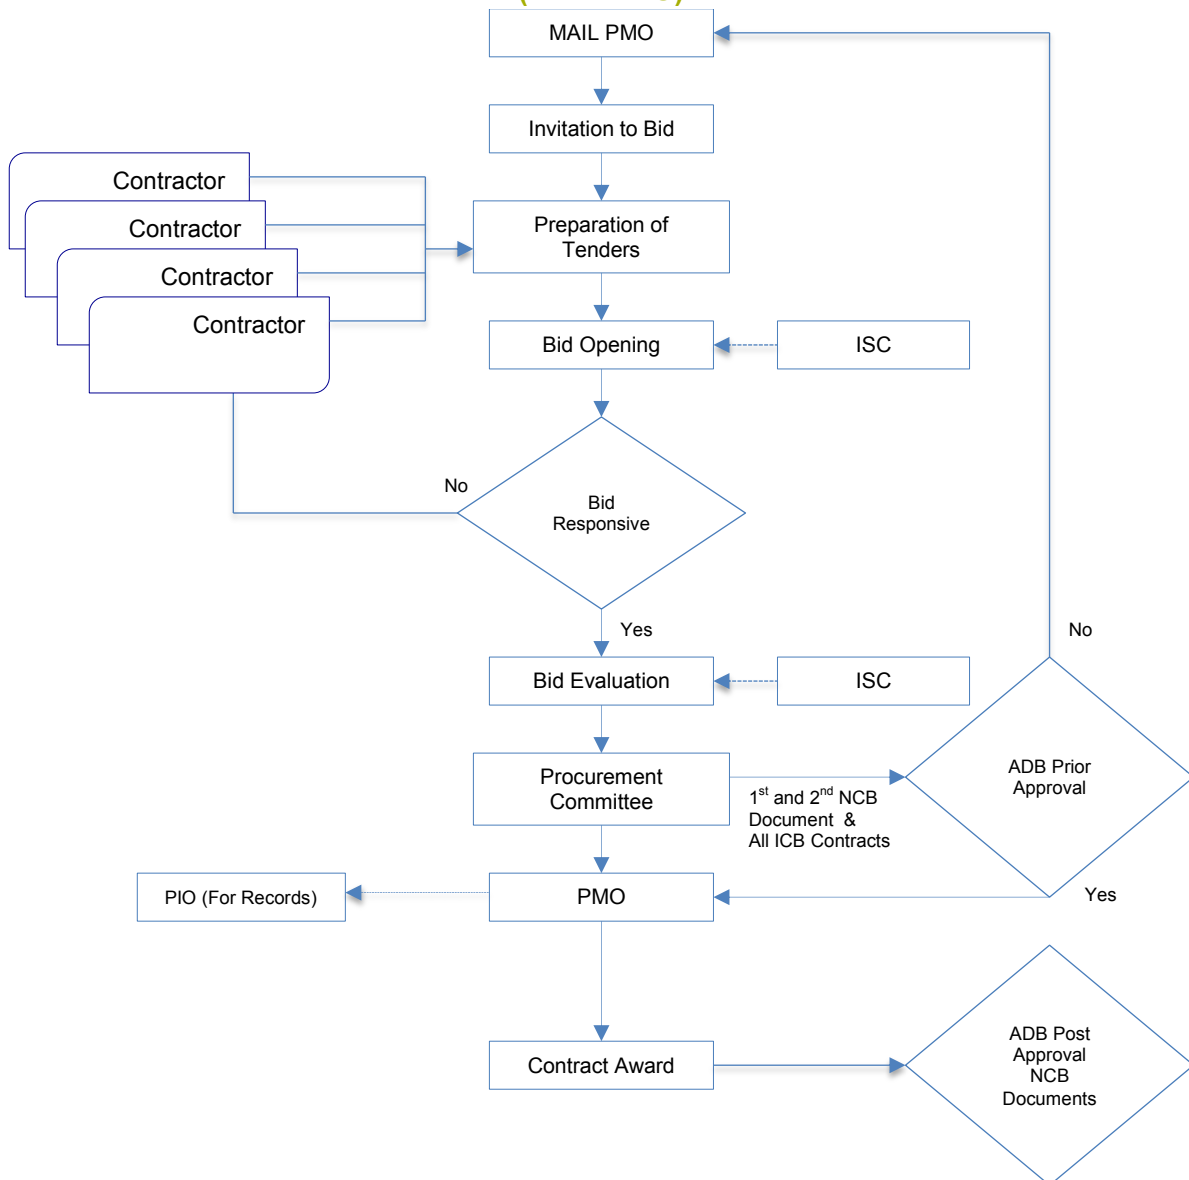 MAIL PMO
Invitation to Bid
Contractor
Contractor
Contractor
Contractor
Preparation of
Tenders
Bid Opening
ISC
No
Bid
Responsive
Yes
No
Bid Evaluation
ISC
Procurement
Committee
1st and 2nd NCB
Document &
All ICB Contracts
ADB Prior
Approval
PIO (For Records)
PMO
Yes
Contract Award
ADB Post
Approval
NCB
Documents